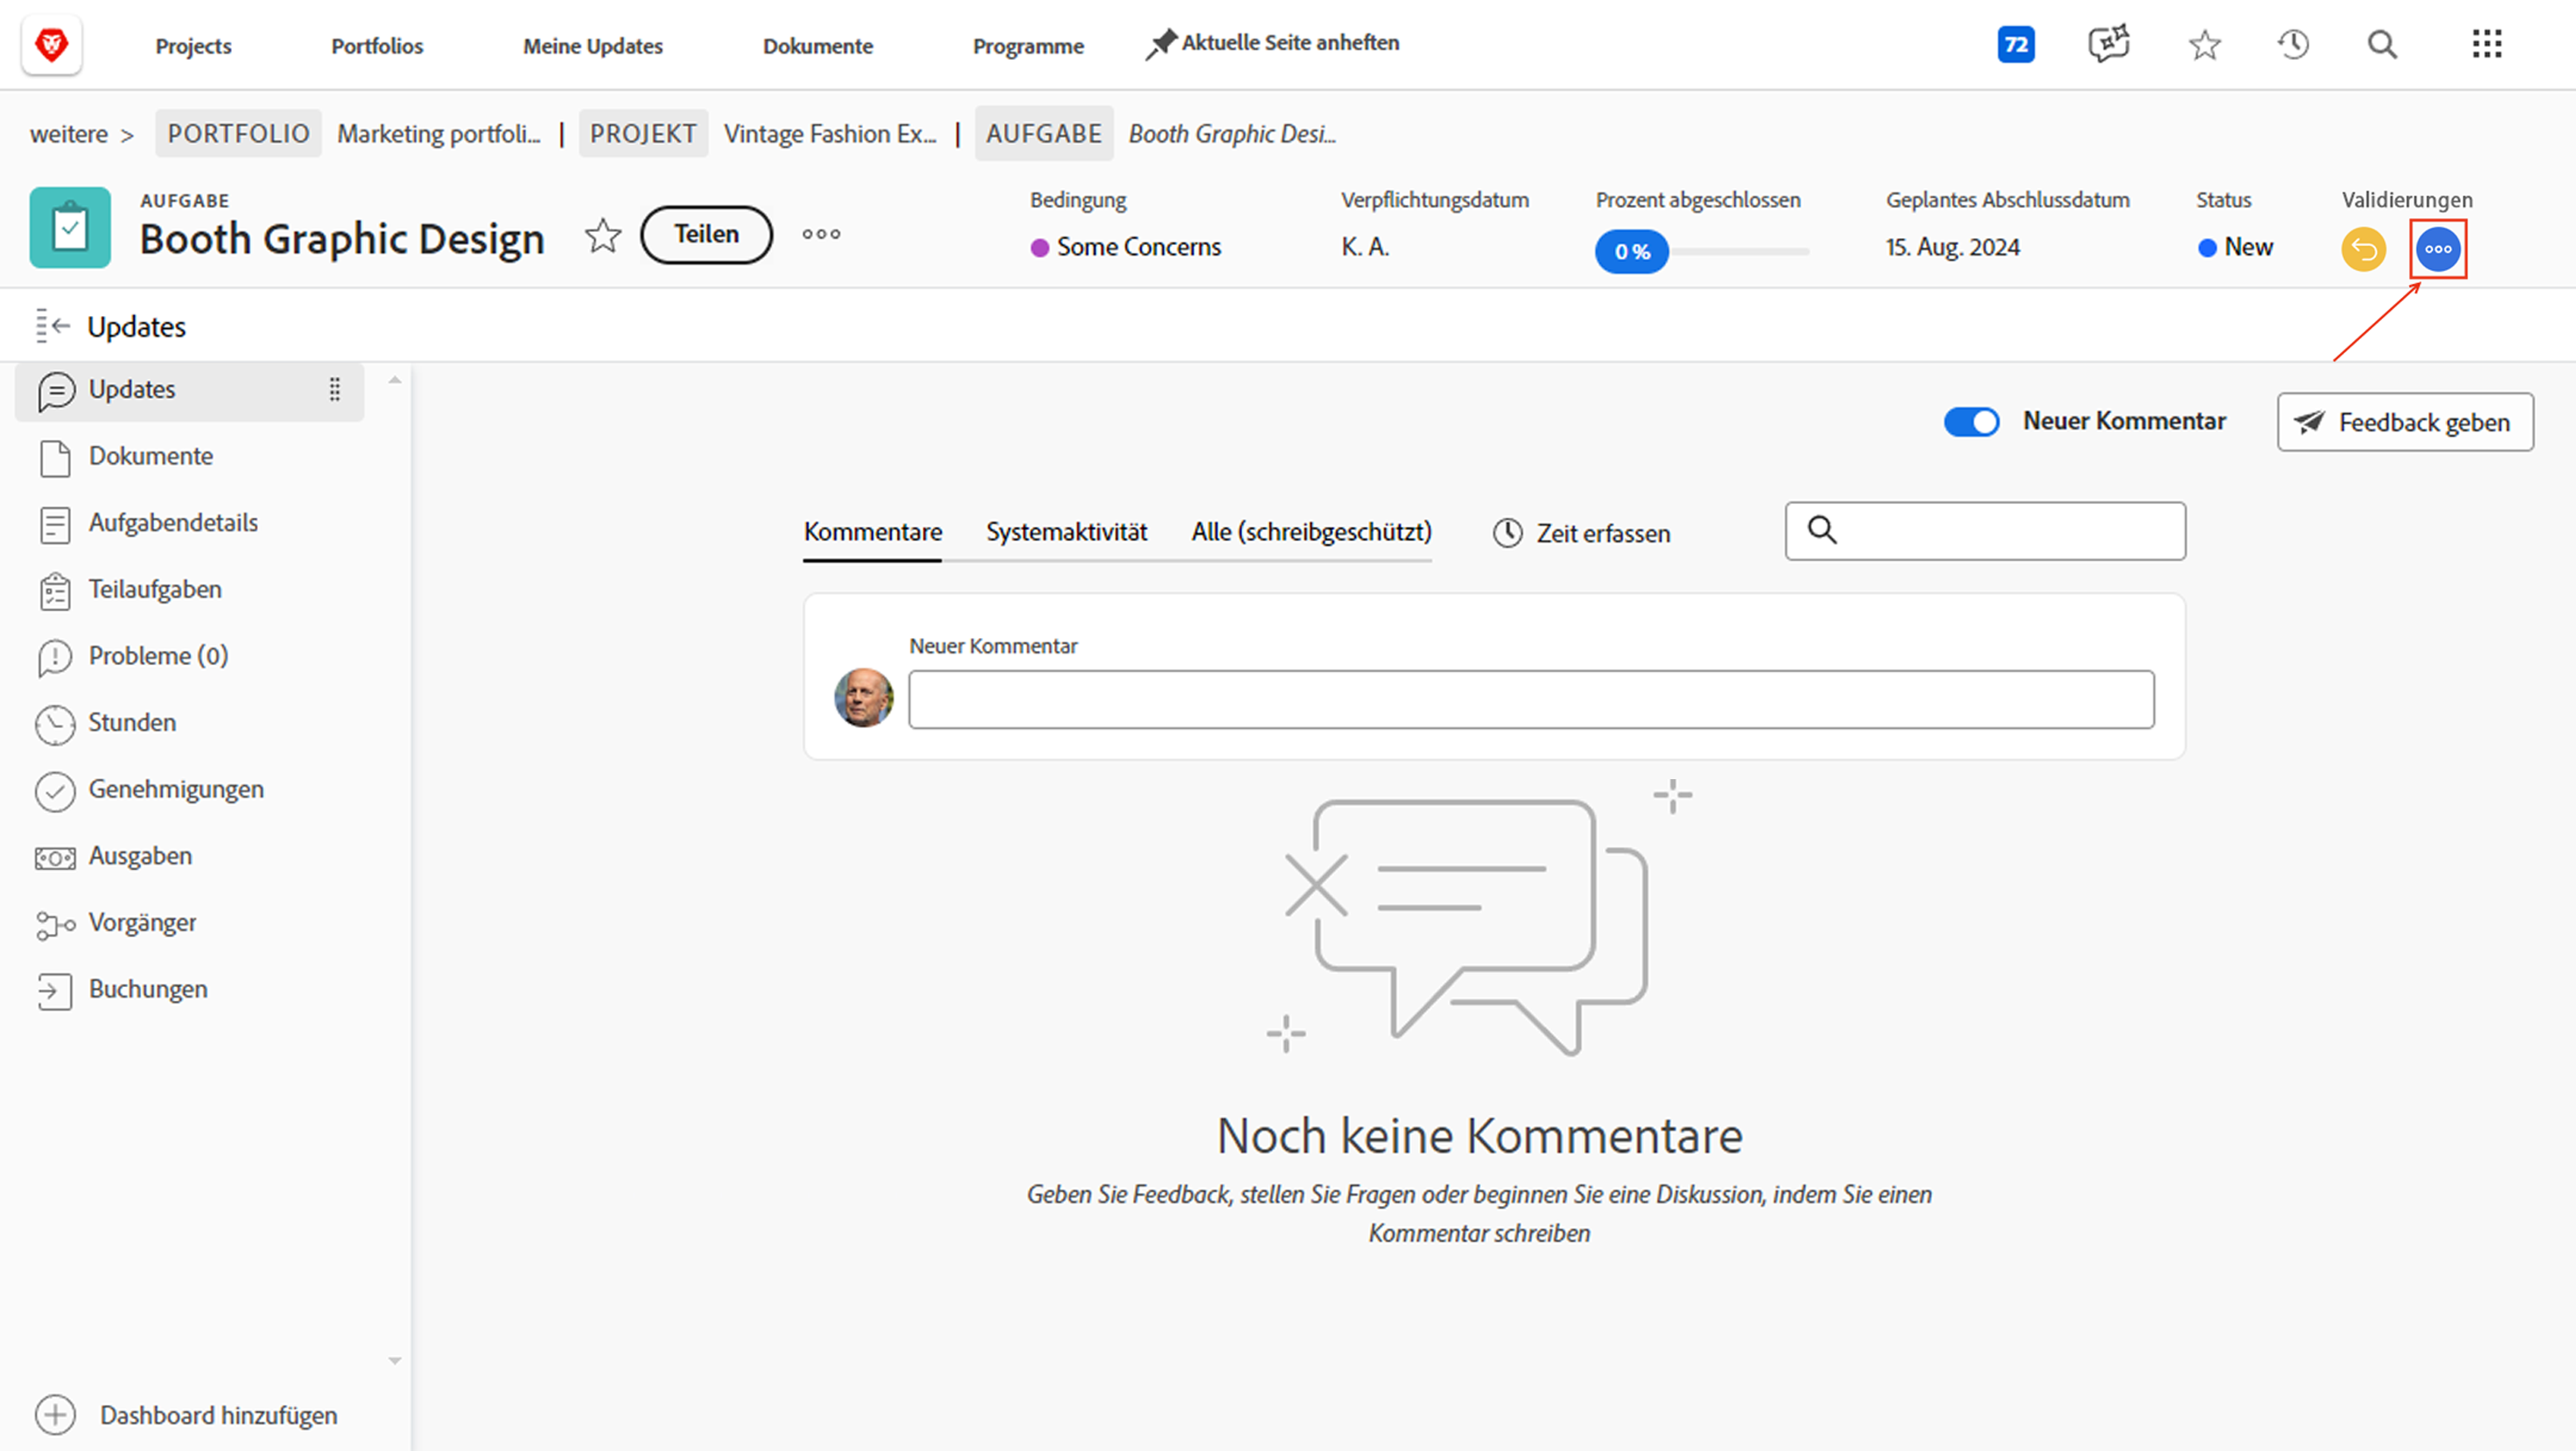 Projects Portfolios Meine Updates Dokumente Programme Aktuelle Seite anheften 72
weitere > PORTFOLIO Marketing portfoli... | PROJEKT Vintage Fashion Ex... | AUFGABE Booth Graphic Desi...
AUFGABE
Booth Graphic Design Teilen
Bedingung
Some Concerns
Verpflichtungsdatum
K. A.
Prozent abgeschlossen
0 %
Geplantes Abschlussdatum
15. Aug. 2024
Status
New
Validierungen
Updates
Updates
Dokumente
Aufgabendetails
Teilaufgaben
Probleme (0)
Stunden
Genehmigungen
Ausgaben
Vorgänger
Buchungen
Dashboard hinzufügen
Neuer Kommentar Feedback geben
Kommentare Systemaktivität Alle (schreibgeschützt) Zeit erfassen
Neuer Kommentar
Noch keine Kommentare
Geben Sie Feedback, stellen Sie Fragen oder beginnen Sie eine Diskussion, indem Sie einen
Kommentar schreiben